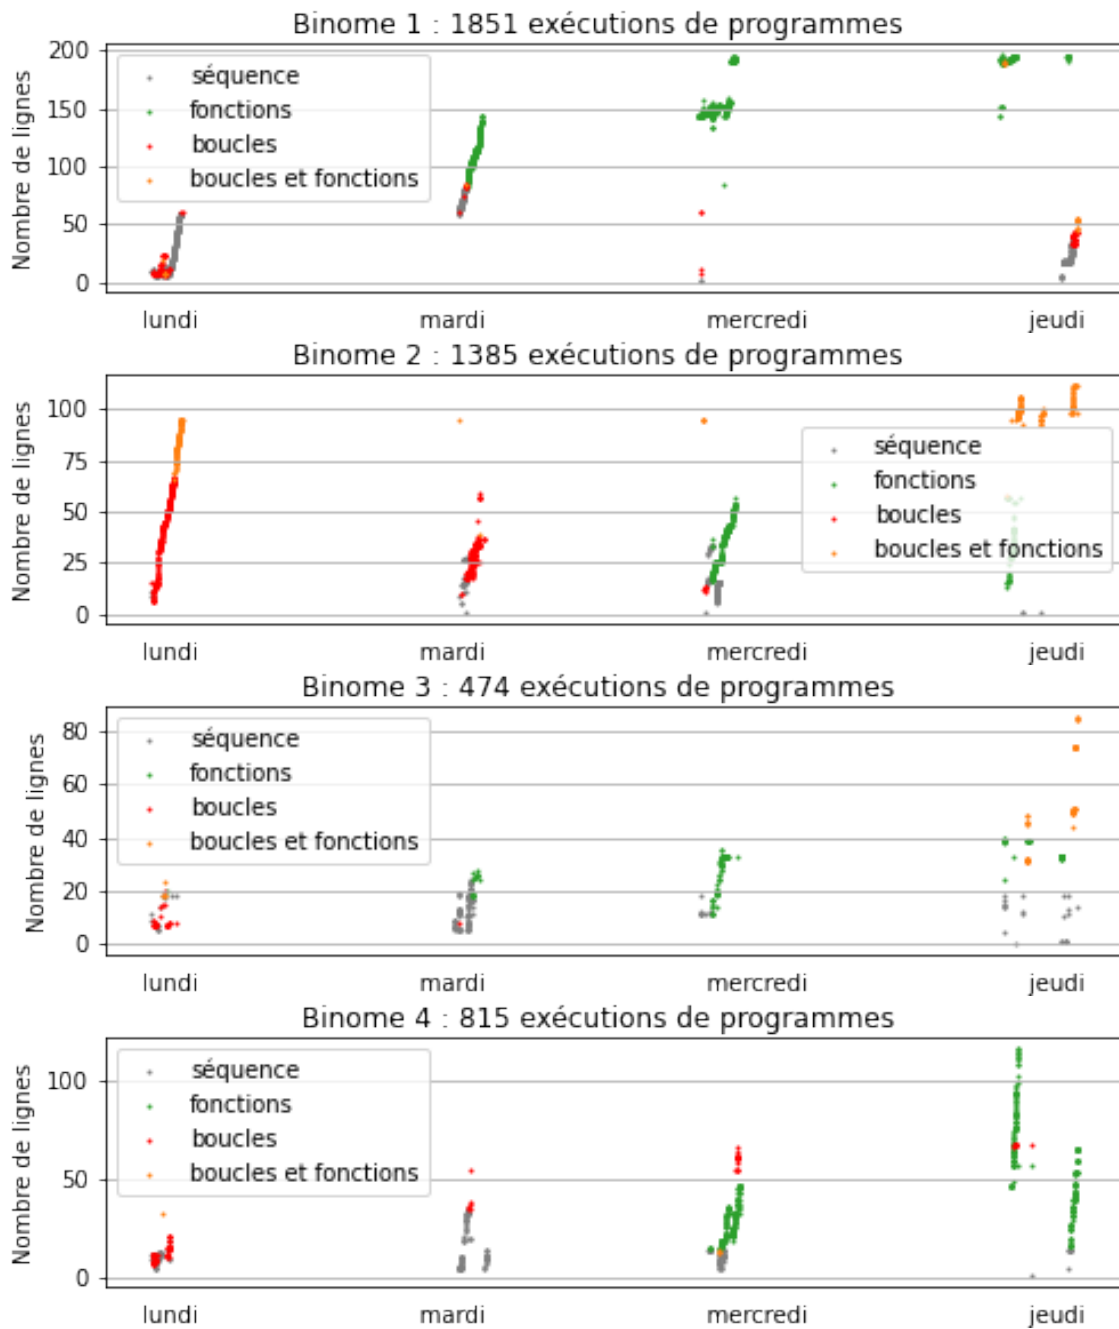 Binome 1 : 1851 exécutions de programmes
Nombre de lignes
200
150
100
50
0
séquence
fonctions
boucles
boucles et fonctions
lundi mardi mercredi jeudi
Binome 2 : 1385 exécutions de programmes
Nombre de lignes
100
75
50
25
0
séquence
fonctions
boucles
boucles et fonctions
lundi mardi mercredi jeudi
Binome 3 : 474 exécutions de programmes
Nombre de lignes
80
60
40
20
0
séquence
fonctions
boucles
boucles et fonctions
lundi mardi mercredi jeudi
Binome 4 : 815 exécutions de programmes
Nombre de lignes
100
50
0
séquence
fonctions
boucles
boucles et fonctions
lundi mardi mercredi jeudi